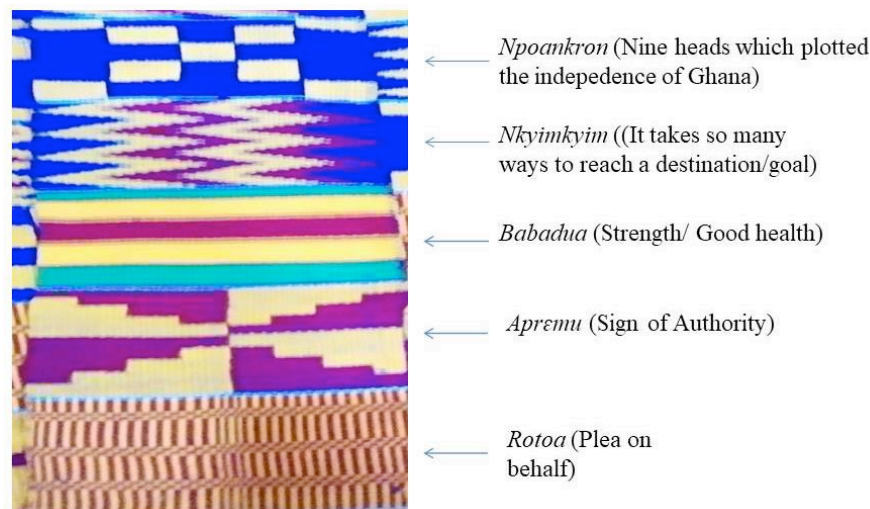 Npoankron (Nine heads which plotted
the indepedence of Ghana)
Nkyimkyim ((It takes so many
ways to reach a destination/goal)
Babadua (Strength/ Good health)
Aprɛmu (Sign of Authority)
Rotoa (Plea on
behalf)